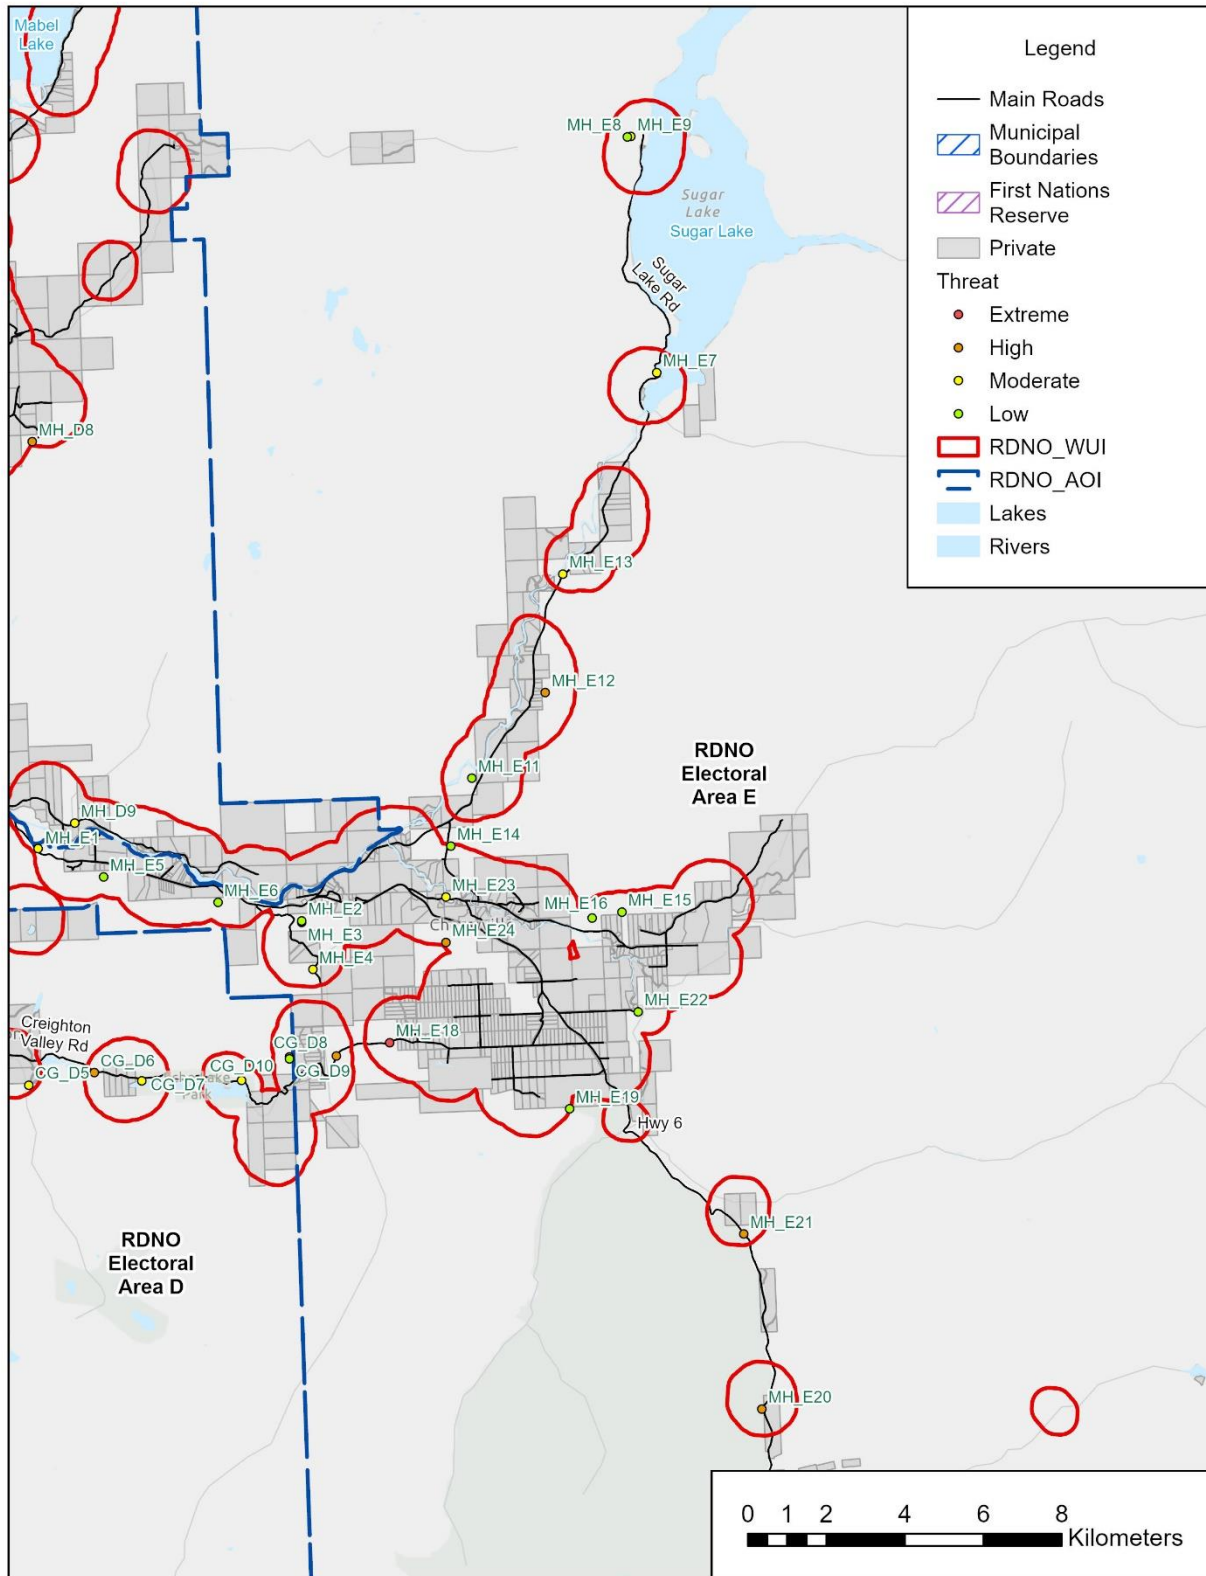 Mabel
Lake
MH_E8
MH_E9
Sugar
Lake
Sugar Lake
Sugar
Lake Rd
MH_E7
MH_D8
MH_E13
MH_E12
RDNO
Electoral
Area E
MH_E11
MH_D9
MH_E1
MH_E14
MH_E5
MH_E6
MH_E23
MH_E2
MH_E16
MH_E15
MH_E3
MH_E24
MH_E4
MH_E22
Creighton
Valley Rd
MH_E18
CG_D8
CG_D5
CG_D6
CG_D10
CG_D9
CG_D7
Park
MH_E19
Hwy 6
MH_E21
RDNO
Electoral
Area D
MH_E20
Legend
Main Roads
Municipal
Boundaries
First Nations
Reserve
Private
Threat
Extreme
High
Moderate
Low
RDNO_WUI
RDNO_AOI
Lakes
Rivers
0 1 2 4 6 8
Kilometers